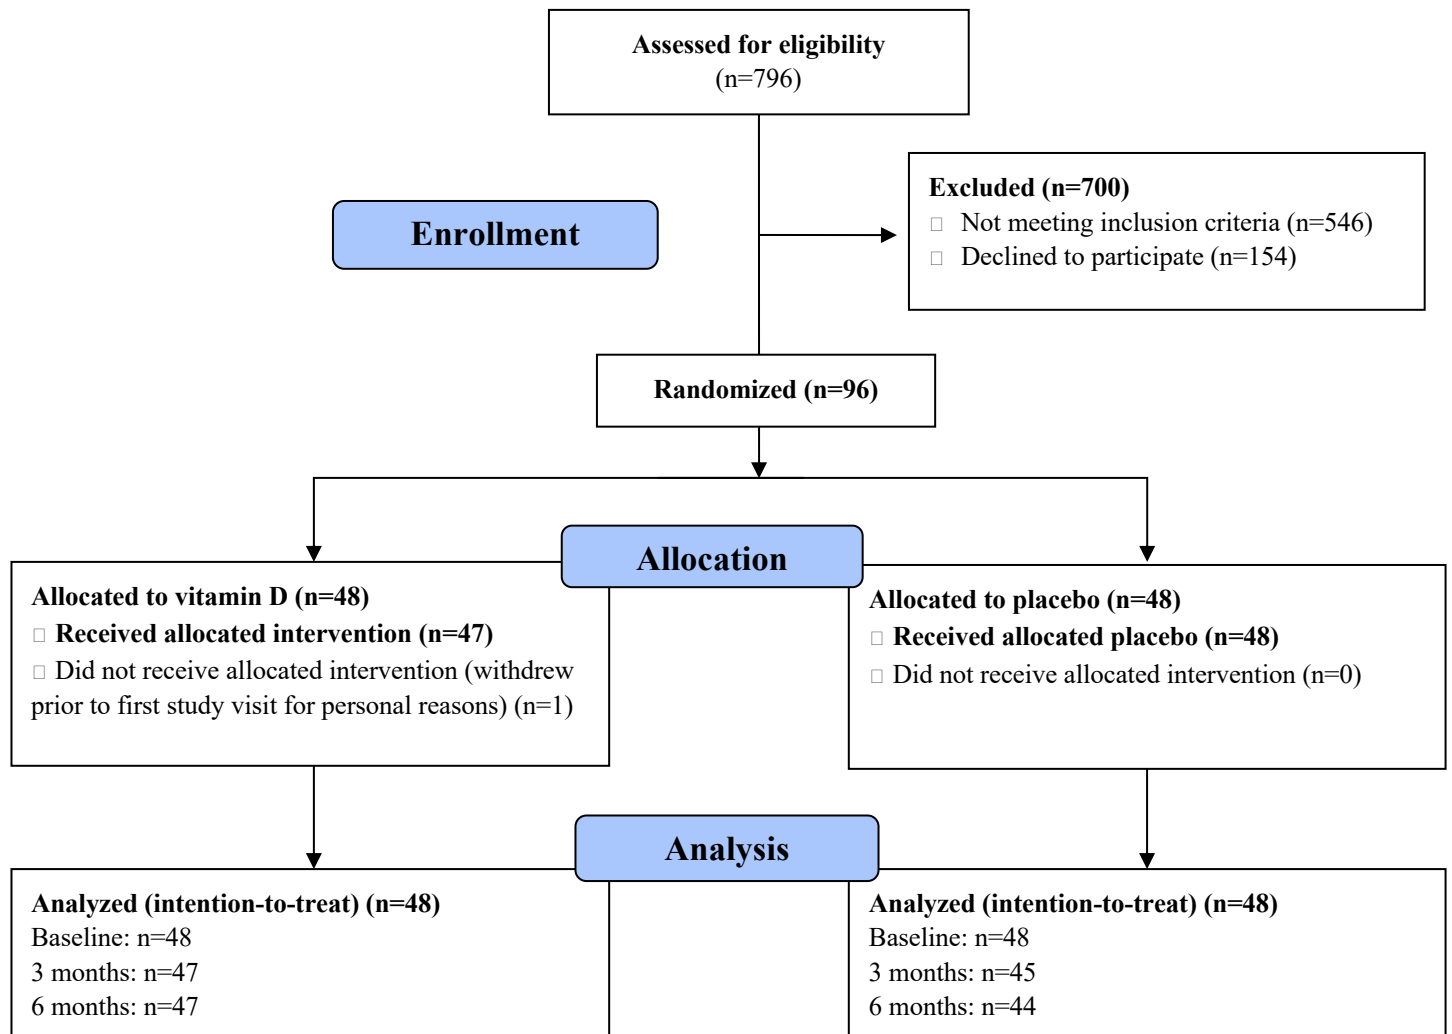 Assessed for eligibility
(n=796)
Excluded (n=700)
□ Not meeting inclusion criteria (n=546)
□ Declined to participate (n=154)
Enrollment
Randomized (n=96)
Allocation
Allocated to vitamin D (n=48)
□ Received allocated intervention (n=47)
□ Did not receive allocated intervention (withdrew
prior to first study visit for personal reasons) (n=1)
Allocated to placebo (n=48)
□ Received allocated placebo (n=48)
□ Did not receive allocated intervention (n=0)
Analysis
Analyzed (intention-to-treat) (n=48)
Baseline: n=48
3 months: n=47
6 months: n=47
Analyzed (intention-to-treat) (n=48)
Baseline: n=48
3 months: n=45
6 months: n=44